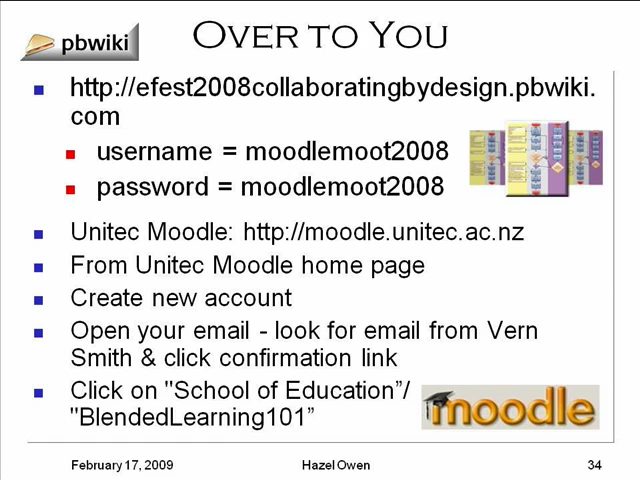 pbwiki
OVER TO YOU
http://efest2008collaboratingbydesign.pbwiki.
com
username = moodlemoot2008
password = moodlemoot2008
Unitec Moodle: http://moodle.unitec.ac.nz
From Unitec Moodle home page
Create new account
Open your email - look for email from Vern
Smith & click confirmation link
Click on "School of Education”/
"BlendedLearning101”
moodle
February 17, 2009 Hazel Owen 34